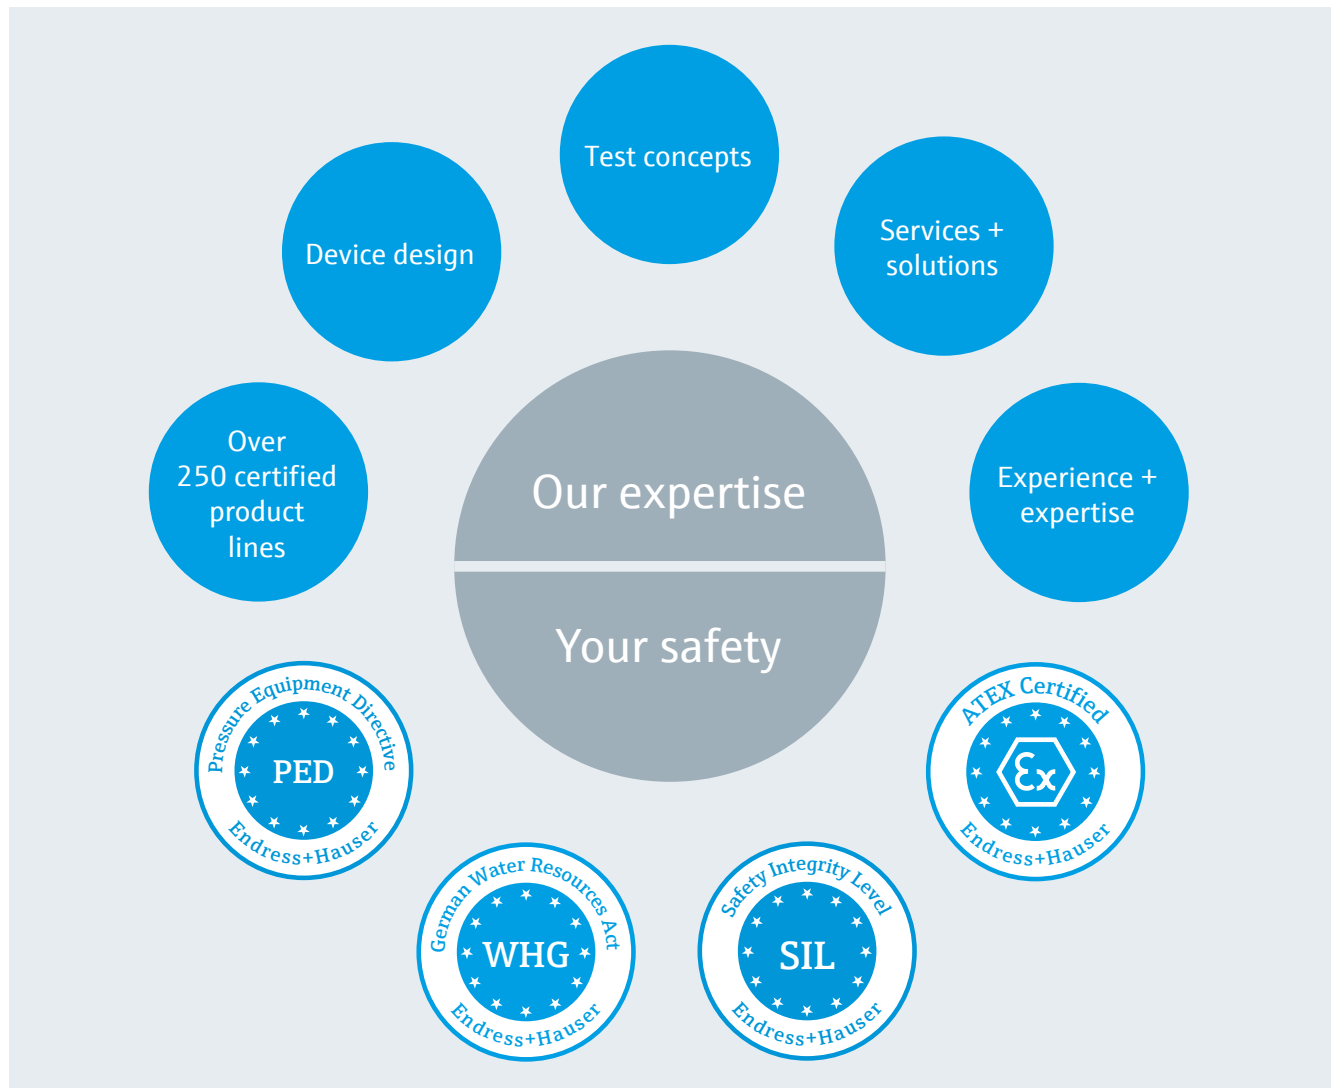 Test concepts
Services +
solutions
Device design
Over
250 certified
product
lines
Our expertise
Experience +
expertise
Your safety
Pressure Equipment Directive
PED
Endress+Hauser
ATEX Certified
Ex
Endress+Hauser
German Water Resources Act
WHG
Endress+Hauser
Safety Integrity Level
SIL
Endress+Hauser